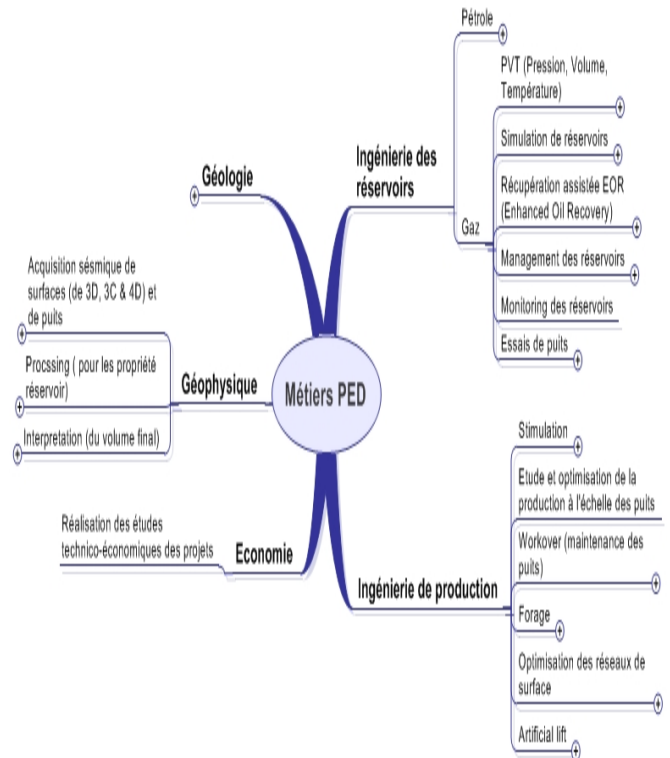 Métiers PED
Géologie
Géophysique
Acquisition sésmique de
surfaces (de 3D, 3C & 4D) et
de puits
Procssing ( pour les propriété
réservoir)
Interpretation (du volume final)
Economie
Réalisation des études
technico-économiques des projets
Ingénierie des
réservoirs
Pétrole
Gaz
PVT (Pression, Volume,
Température)
Simulation de réservoirs
Récupération assistée EOR
(Enhanced Oil Recovery)
Management des réservoirs
Monitoring des réservoirs
Essais de puits
Ingénierie de production
Stimulation
Etude et optimisation de la
production à l'échelle des puits
Workover (maintenance des
puits)
Forage
Optimisation des réseaux de
surface
Artificial lift